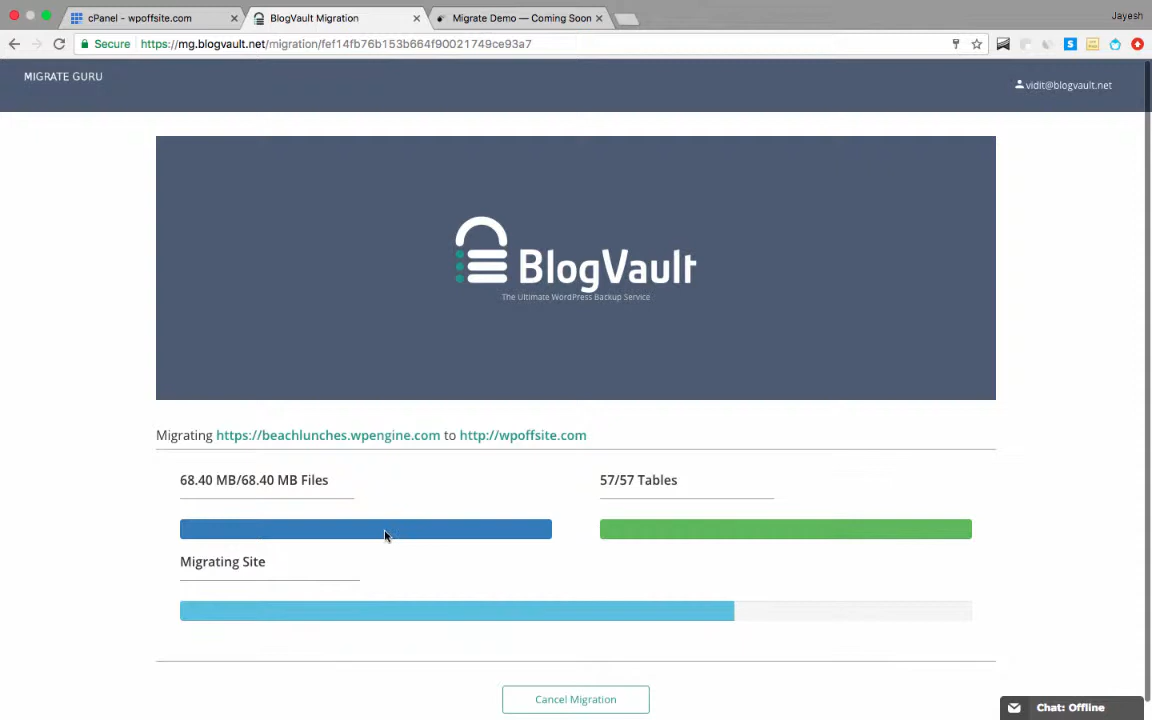 cPanel - wpoffsite.com
BlogVault Migration
Migrate Demo — Coming Soon
Jayesh
Secure
https://mg.blogvault.net/migration/fef14fb76b153b664f90021749ce93a7
MIGRATE GURU
vidit@blogvault.net
BlogVault
The Ultimate WordPress Backup Service
Migrating https://beachlunches.wpengine.com to http://wpoffsite.com
68.40 MB/68.40 MB Files
57/57 Tables
Migrating Site
Cancel Migration
Chat: Offline